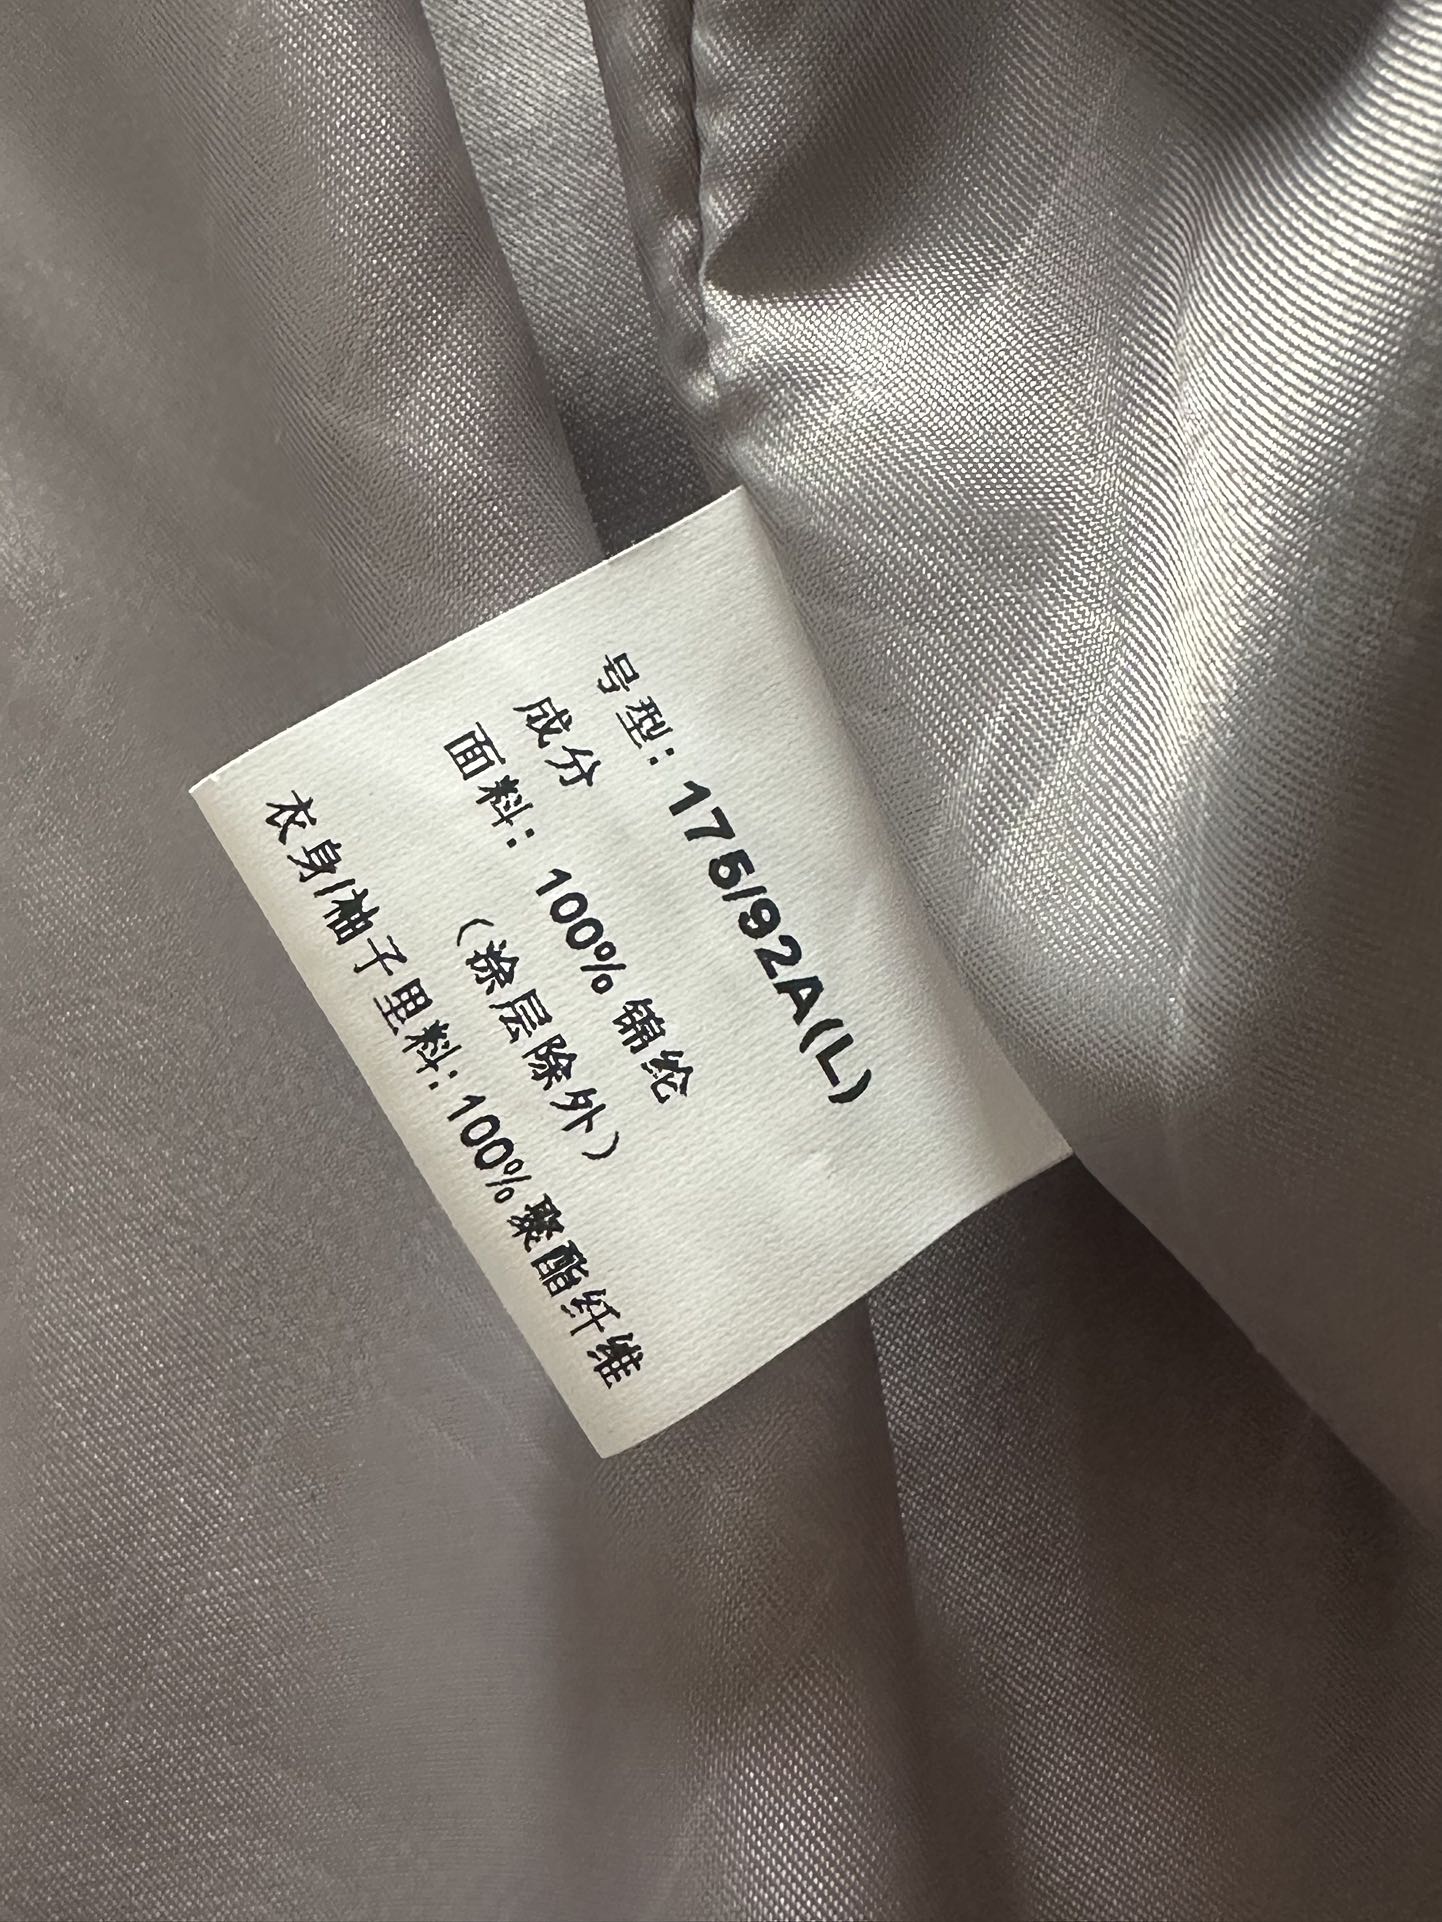 号型：175/92A(L)
成分
面料：100% 锦纶
（涂层除外）
衣身/袖子里料：100% 聚酯纤维